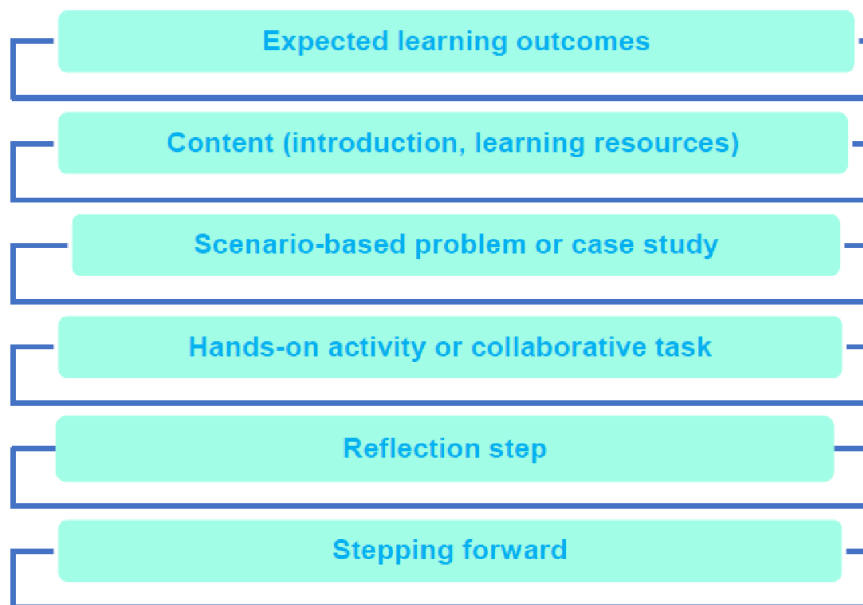 Expected learning outcomes
Content (introduction, learning resources)
Scenario-based problem or case study
Hands-on activity or collaborative task
Reflection step
Stepping forward